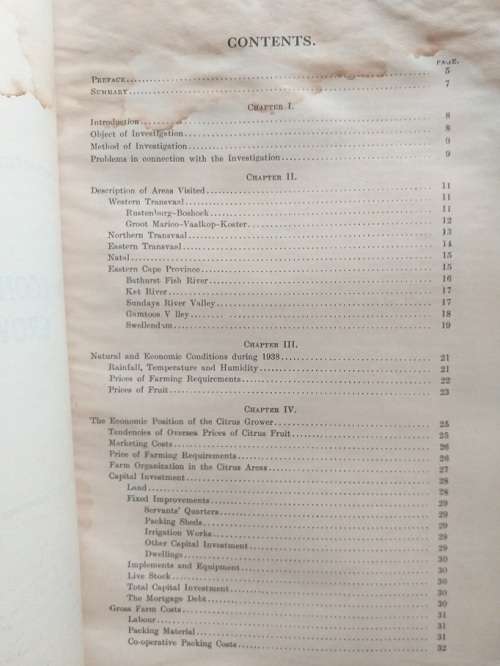 CONTENTS.
PAGE.
PREFACE 5
SUMMARY 7
CHAPTER I.
Introduction 8
Object of Investigation 8
Method of Investigation 9
Problems in connection with the Investigation 9
CHAPTER II.
Description of Areas Visited 11
Western Transvaal 11
Rustenburg-Boshoek 11
Groot Marico-Vaalkop-Koster 12
Northern Transvaal 13
Eastern Transvaal 14
Natal 15
Eastern Cape Province 15
Bathurst Fish River 16
Kat River 17
Sundays River Valley 17
Gamtoos V lley 18
Swellendam 19
CHAPTER III.
Natural and Economic Conditions during 1938 21
Rainfall, Temperature and Humidity 21
Prices of Farming Requirements 22
Prices of Fruit 23
CHAPTER IV.
The Economic Position of the Citrus Grower 25
Tendencies of Oversea Prices of Citrus Fruit 25
Marketing Costs 26
Price of Farming Requirements 26
Farm Organization in the Citrus Areas 27
Capital Investment 28
Land 28
Fixed Improvements 29
Servants' Quarters 29
Packing Sheds 29
Irrigation Works 29
Other Capital Investment 29
Dwellings 30
Implements and Equipment 30
Live Stock 30
Total Capital Investment 30
The Mortgage Debt 30
Gross Farm Costs 31
Labour 31
Packing Material 31
Co-operative Packing Costs 32